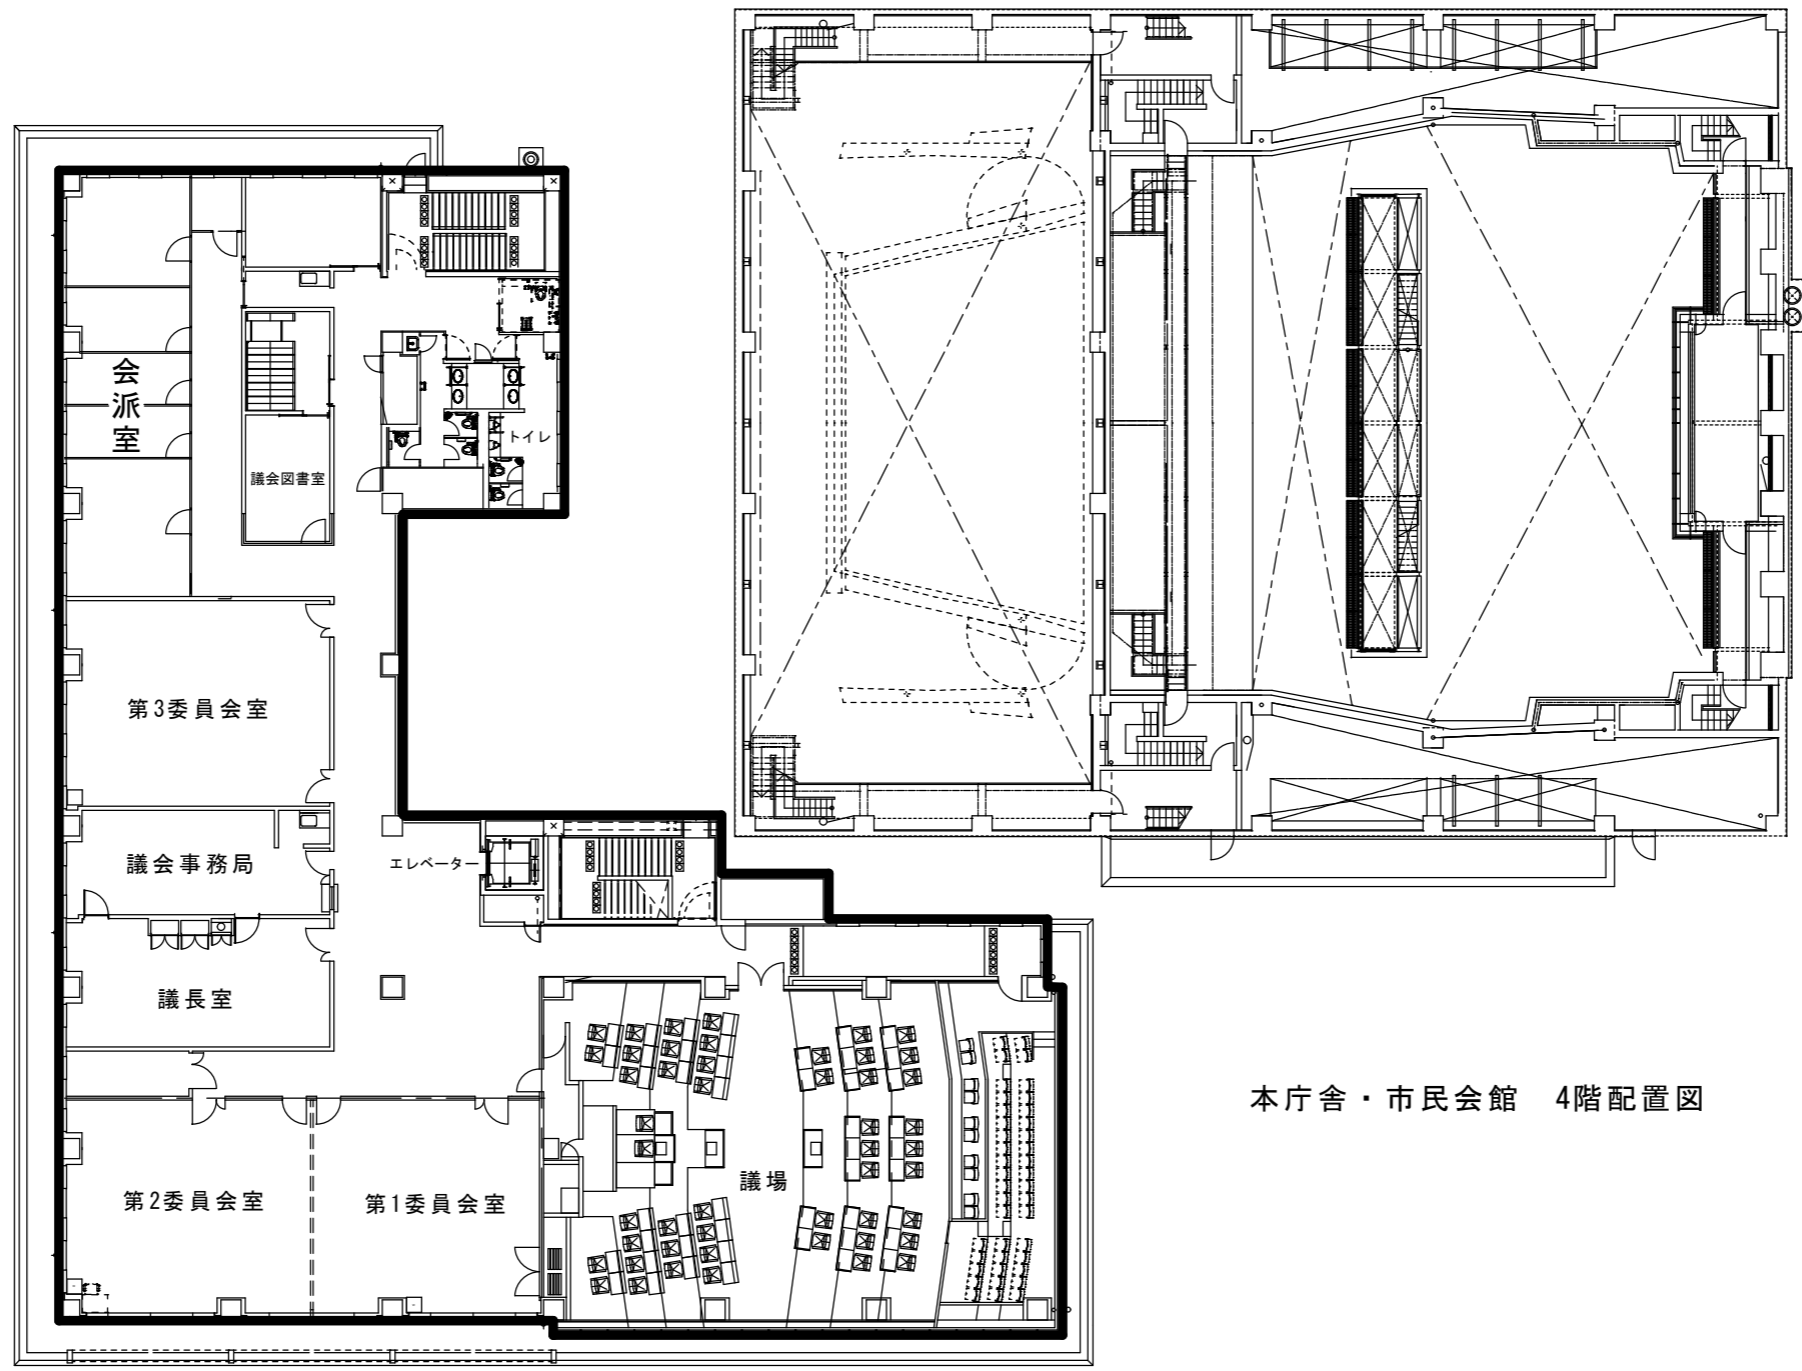 会派室
トイレ
議会図書室
第3委員会室
議会事務局
エレベーター
議長室
第2委員会室
第1委員会室
議場
本庁舎・市民会館　4階配置図